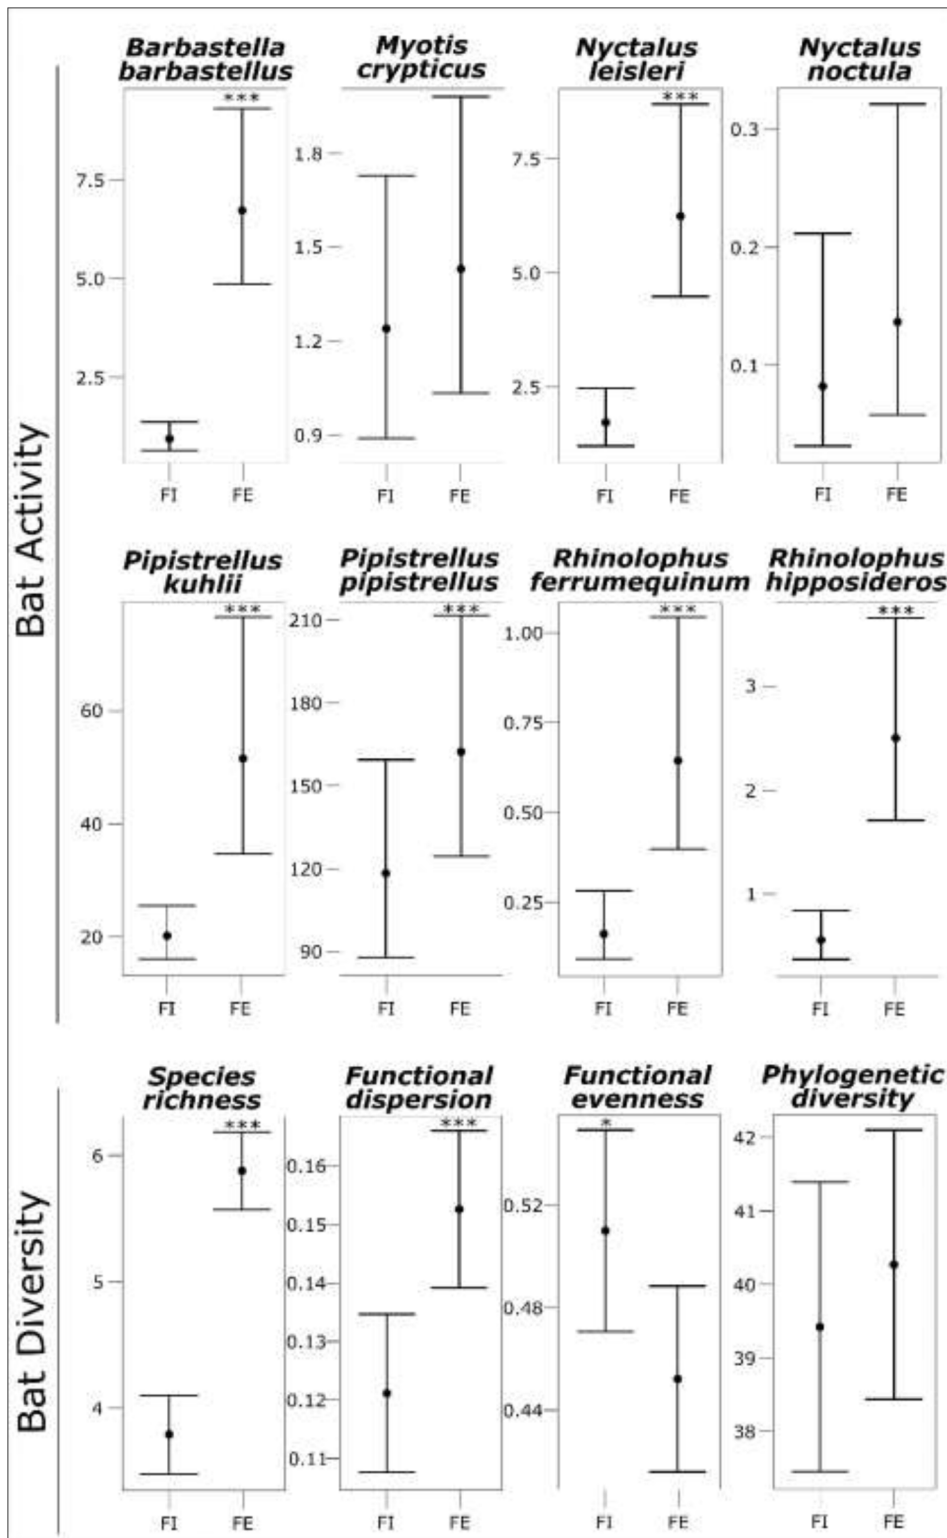 Bat Activity
Barbastella
barbastellus
***
7.5
5.0
2.5
FI FE
Myotis
crypticus
1.8
1.5
1.2
0.9
FI FE
Nyctalus
leisleri
***
7.5
5.0
2.5
FI FE
Nyctalus
noctula
0.3
0.2
0.1
FI FE
Pipistrellus
kuhlii
***
60
40
20
FI FE
Pipistrellus
pipistrellus
***
210
180
150
120
90
FI FE
Rhinolophus
ferrumequinum
***
1.00
0.75
0.50
0.25
FI FE
Rhinolophus
hipposideros
***
3
2
1
FI FE
Bat Diversity
Species
richness
***
6
5
4
FI FE
Functional
dispersion
***
0.16
0.15
0.14
0.13
0.12
0.11
FI FE
Functional
evenness
*
0.52
0.48
0.44
FI FE
Phylogenetic
diversity
42
41
40
39
38
FI FE